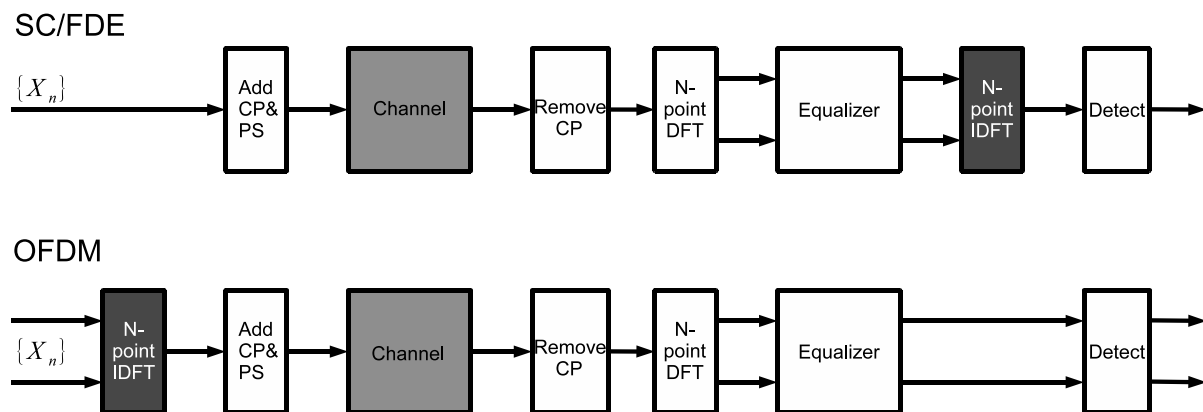 SC/FDE
{X_n}
Add
CP&
PS
Channel
Remove
CP
N-
point
DFT
Equalizer
N-
point
IDFT
Detect
OFDM
{X_n}
N-
point
IDFT
Add
CP&
PS
Channel
Remove
CP
N-
point
DFT
Equalizer
Detect